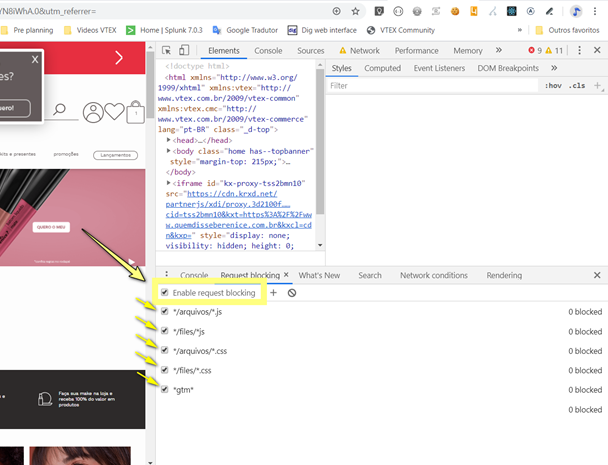 YN8iWhA.0&utm_referrer=
Pre planning
Vídeos VTEX
Home | Splunk 7.0.3
Google Tradutor
Dig web interface
VTEX Community
»
Outros favoritos
X
es?
uero!
1
kits e presentes
promoções
Lançamentos
QUERO O MEU
Faça sua make na loja e
receba 100% do valor em
produtos
Elements
Console
Sources
Network
Performance
Memory
»
9
11
<!doctype html>
<html xmlns="http://www.w3.org/
1999/xhtml" xmlns:vtex="http://
www.vtex.com.br/2009/vtex-common"
xmlns:vtex.cmc="http://
www.vtex.com.br/2009/vtex-commerce"
lang="pt-BR" class="_d-top">
<head>…</head>
<body class="home has--topbanner"
style="margin-top: 215px;">…
</body>
<iframe id="kx-proxy-tss2bmn10"
src="https://cdn.krxd.net/
partnerjs/xdi/proxy.3d2100f……
cid=tss2bmn10&kxt=https%3A%2F%2Fww
w.quemdisseberenice.com.br&kxcl=cd
n&kxp=" style="display: none;
visibility: hidden; height: 0;
Styles
Computed
Event Listeners
DOM Breakpoints
»
Filter
:hov .cls +
Console
Request blocking ×
What's New
Search
Network conditions
Rendering
Enable request blocking
+
*/arquivos/*.js
0 blocked
*/files/*js
0 blocked
*/arquivos/*.css
0 blocked
*/files/*.css
0 blocked
*gtm*
0 blocked
0 blocked